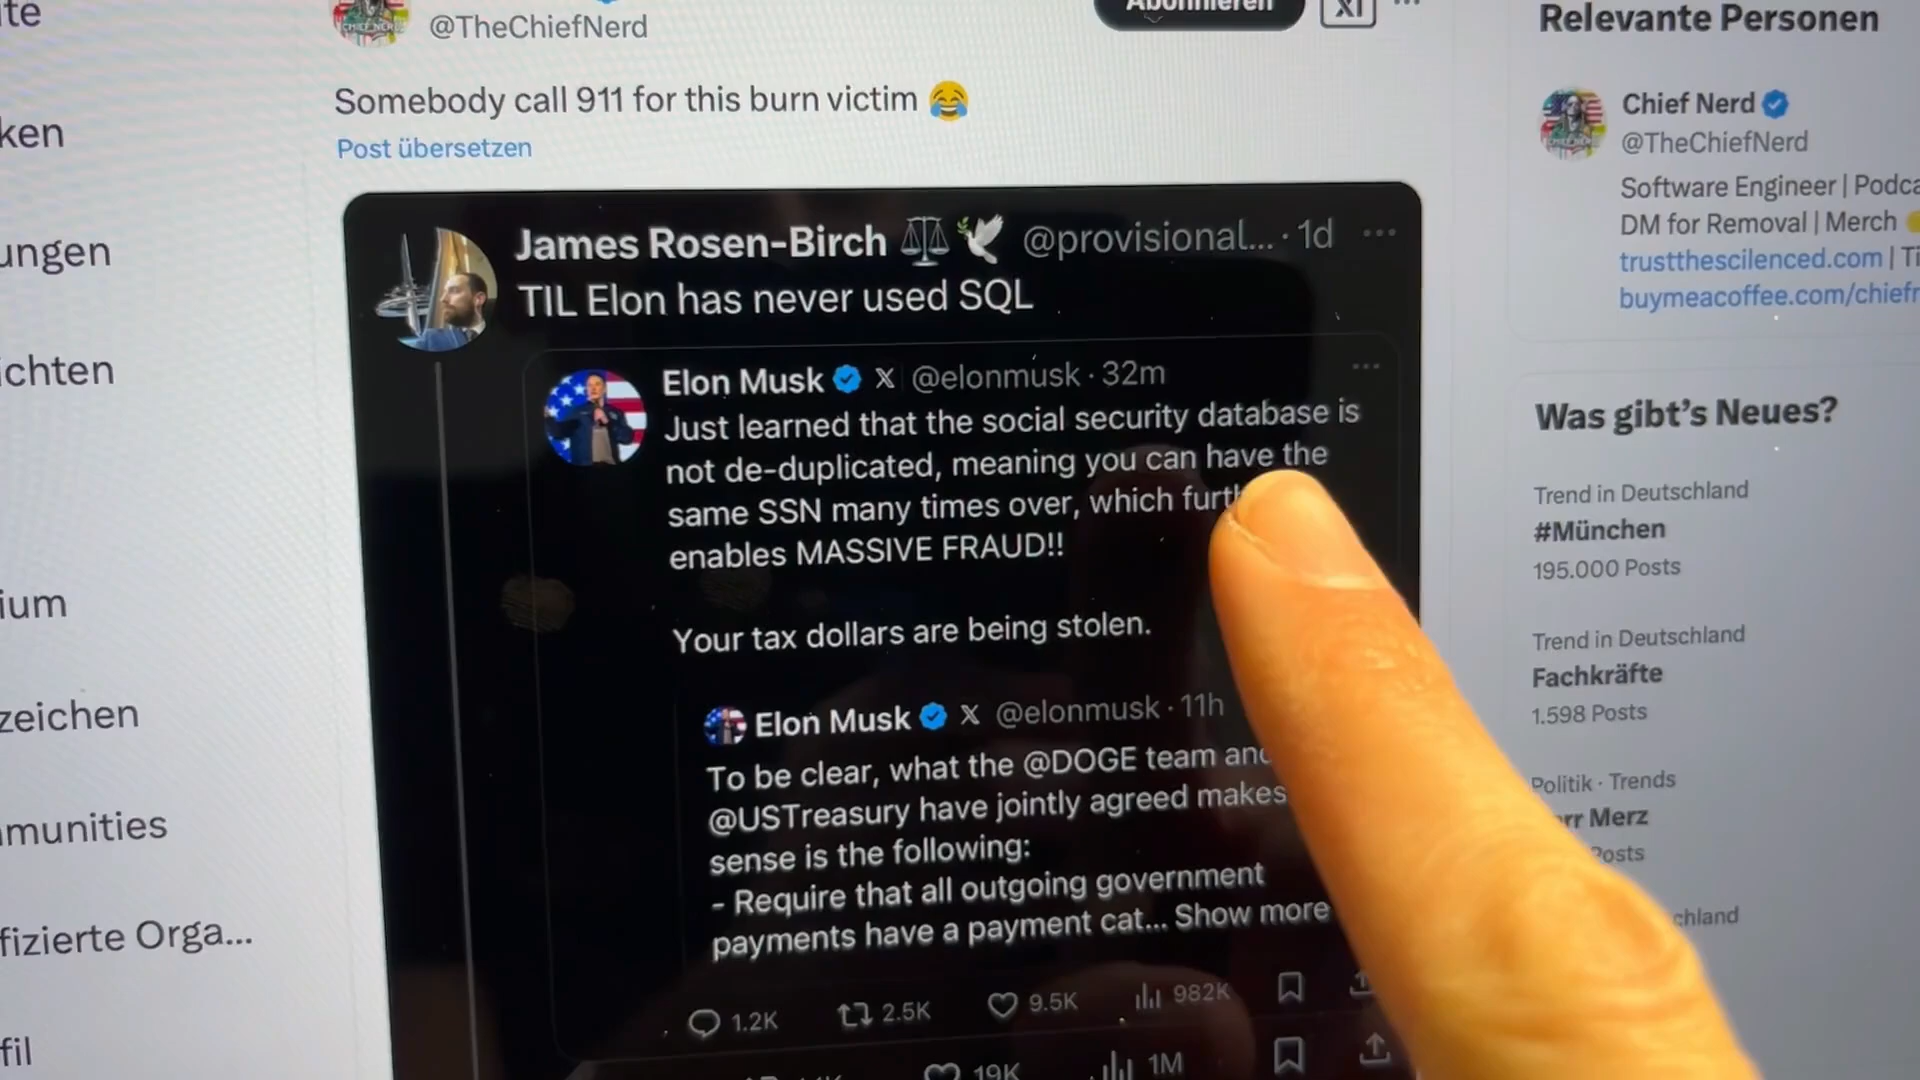 @TheChiefNerd
Abonnieren
Somebody call 911 for this burn victim 😂
Post übersetzen
James Rosen-Birch ⚖️🕊️ @provisional... · 1d
TIL Elon has never used SQL
Elon Musk @elonmusk · 32m
Just learned that the social security database is
not de-duplicated, meaning you can have the
same SSN many times over, which furt
enables MASSIVE FRAUD!!
Your tax dollars are being stolen.
Elon Musk @elonmusk · 11h
To be clear, what the @DOGE team and
@USTreasury have jointly agreed makes
sense is the following:
- Require that all outgoing government
payments have a payment cat... Show more
1.2K 2.5K 9.5K 982K
19K 1M
ken
ungen
ichten
ium
zeichen
mmunities
fizierte Orga...
fil
Relevante Personen
Chief Nerd
@TheChiefNerd
Software Engineer | Podca
DM for Removal | Merch
trustthescilenced.com | Ti
buymeacoffee.com/chiefn
Was gibt's Neues?
Trend in Deutschland
#München
195.000 Posts
Trend in Deutschland
Fachkräfte
1.598 Posts
Politik · Trends
rr Merz
Posts
chland